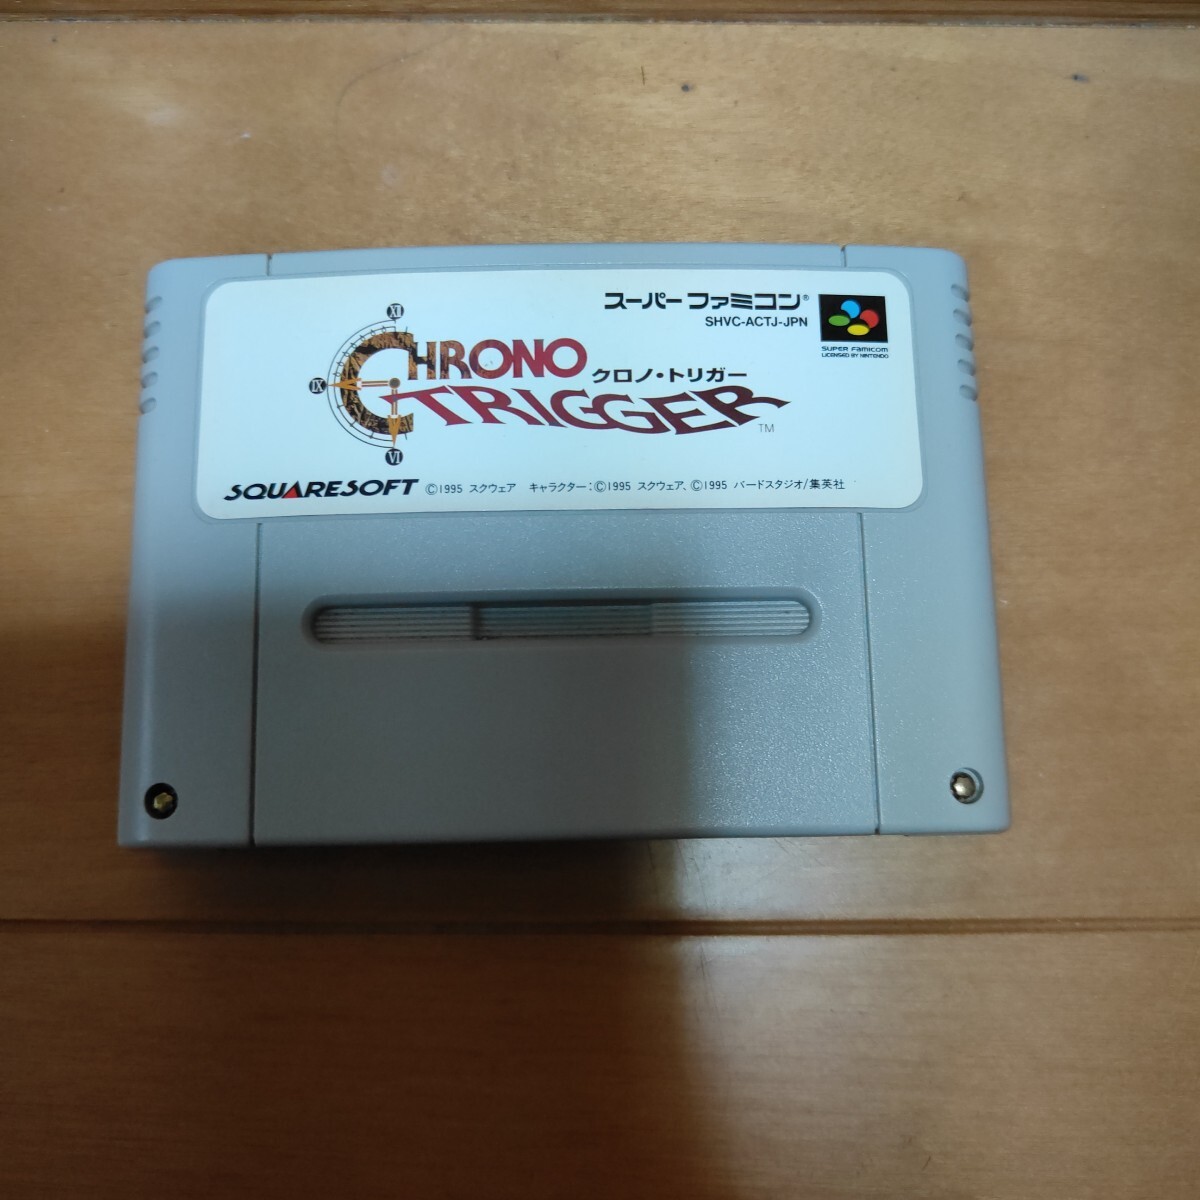 スーパーファミコン®
SHVC-ACTJ-JPN
SUPER FAMICOM
LICENSED BY NINTENDO
XII
IX
VI
CHRONO
クロノ・トリガー
TRIGGER™
SQUARESOFT ©1995 スクウェア キャラクター:©1995 スクウェア、©1995 バードスタジオ/集英社